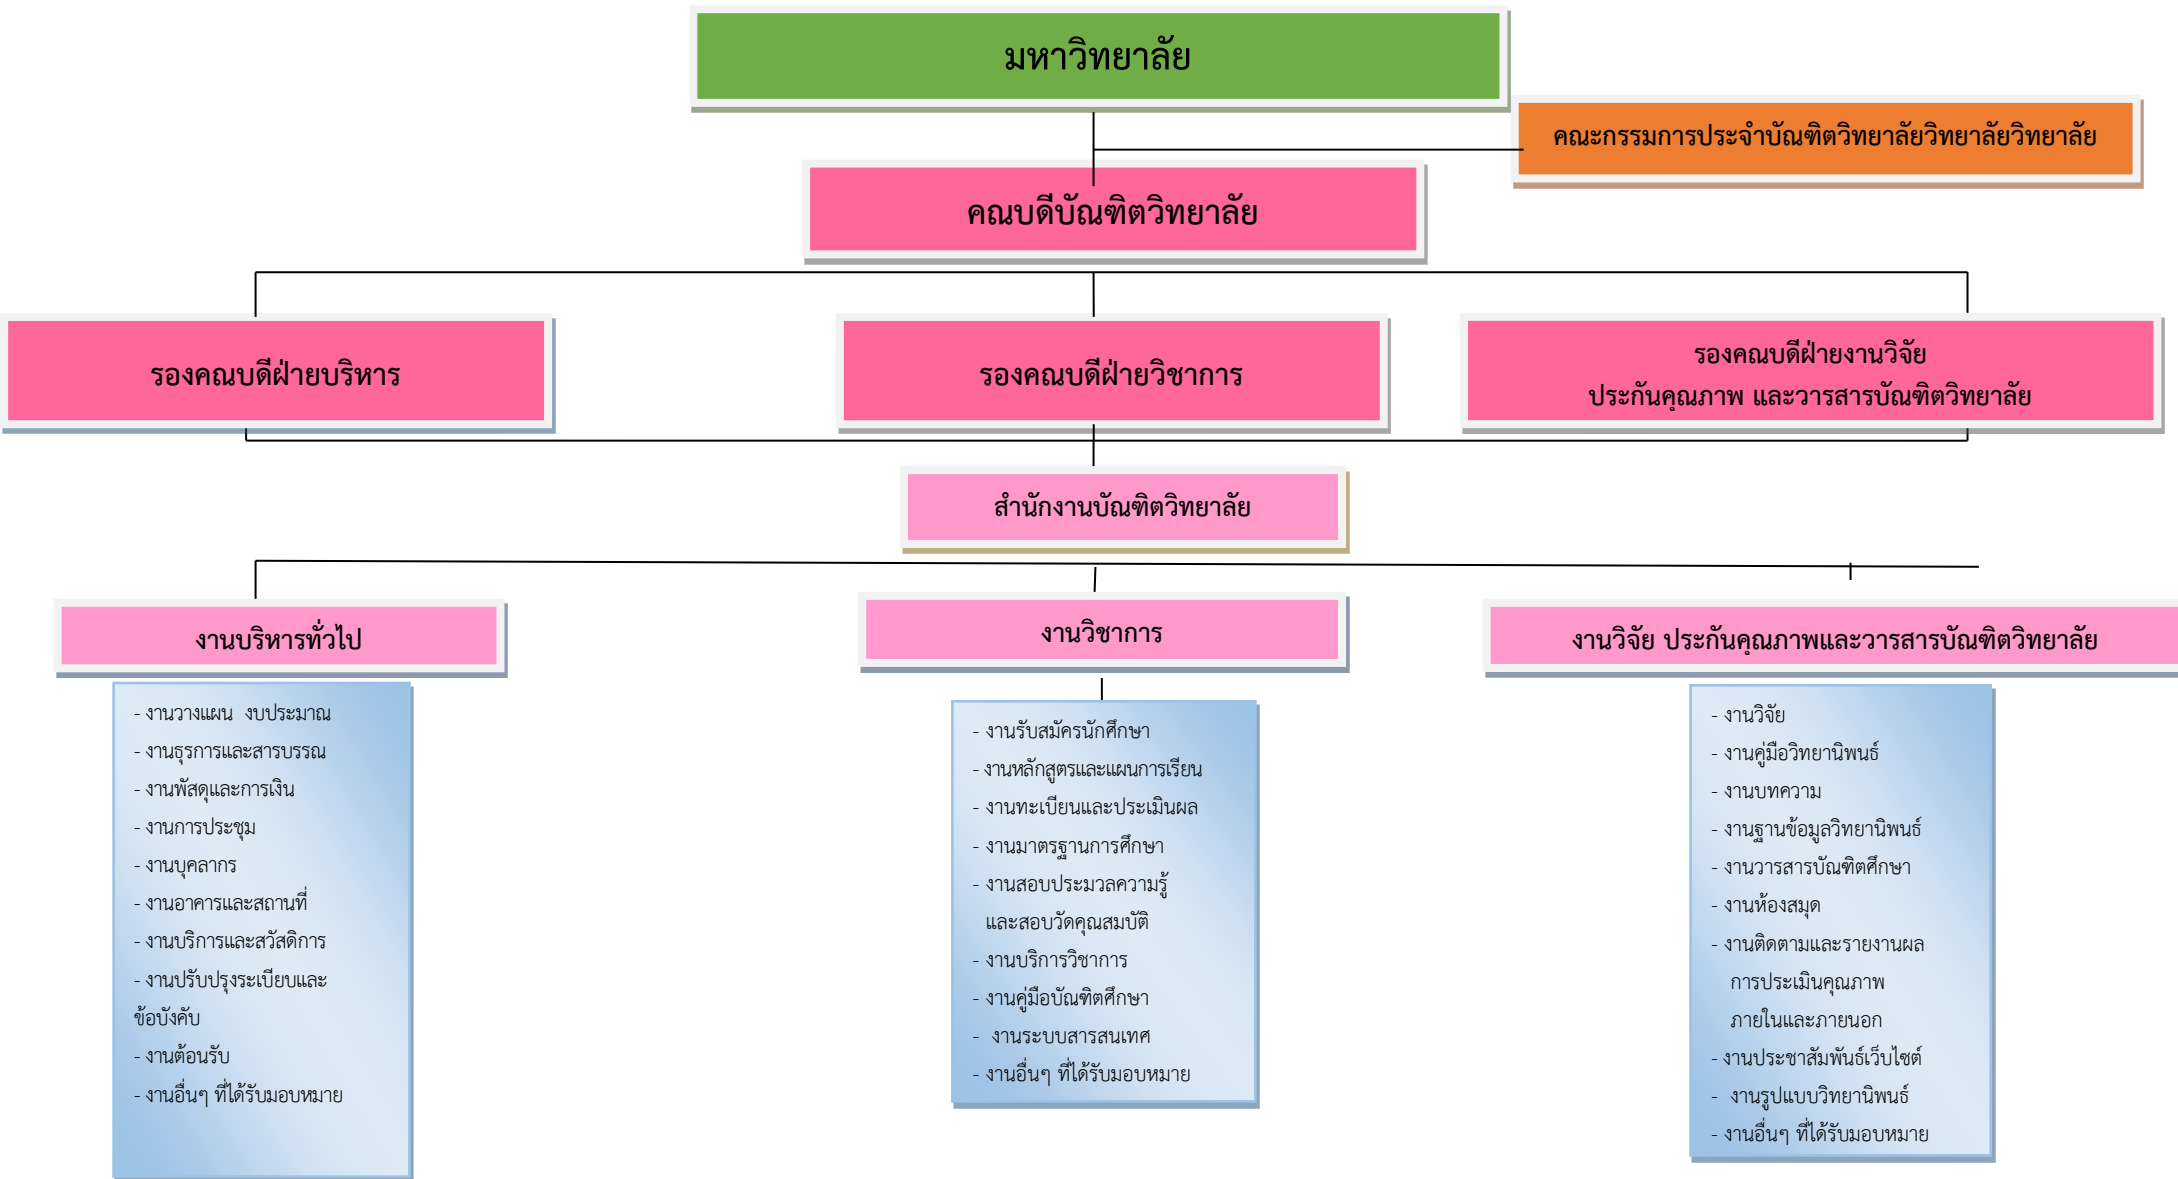 มหาวิทยาลัย
คณะกรรมการประจำบัณฑิตวิทยาลัยวิทยาลัยวิทยาลัย
คณบดีบัณฑิตวิทยาลัย
รองคณบดีฝ่ายบริหาร
รองคณบดีฝ่ายวิชาการ
รองคณบดีฝ่ายงานวิจัย
ประกันคุณภาพ และวารสารบัณฑิตวิทยาลัย
สำนักงานบัณฑิตวิทยาลัย
งานบริหารทั่วไป
งานวิชาการ
งานวิจัย ประกันคุณภาพและวารสารบัณฑิตวิทยาลัย
- งานวางแผน งบประมาณ
- งานธุรการและสารบรรณ
- งานพัสดุและการเงิน
- งานการประชุม
- งานบุคลากร
- งานอาคารและสถานที่
- งานบริการและสวัสดิการ
- งานปรับปรุงระเบียบและ
ข้อบังคับ
- งานต้อนรับ
- งานอื่นๆ ที่ได้รับมอบหมาย
- งานรับสมัครนักศึกษา
- งานหลักสูตรและแผนการเรียน
- งานทะเบียนและประเมินผล
- งานมาตรฐานการศึกษา
- งานสอบประมวลความรู้
และสอบวัดคุณสมบัติ
- งานบริการวิชาการ
- งานคู่มือบัณฑิตศึกษา
- งานระบบสารสนเทศ
- งานอื่นๆ ที่ได้รับมอบหมาย
- งานวิจัย
- งานคู่มือวิทยานิพนธ์
- งานบทความ
- งานฐานข้อมูลวิทยานิพนธ์
- งานวารสารบัณฑิตศึกษา
- งานห้องสมุด
- งานติดตามและรายงานผล
การประเมินคุณภาพ
ภายในและภายนอก
- งานประชาสัมพันธ์เว็บไซต์
- งานรูปแบบวิทยานิพนธ์
- งานอื่นๆ ที่ได้รับมอบหมาย